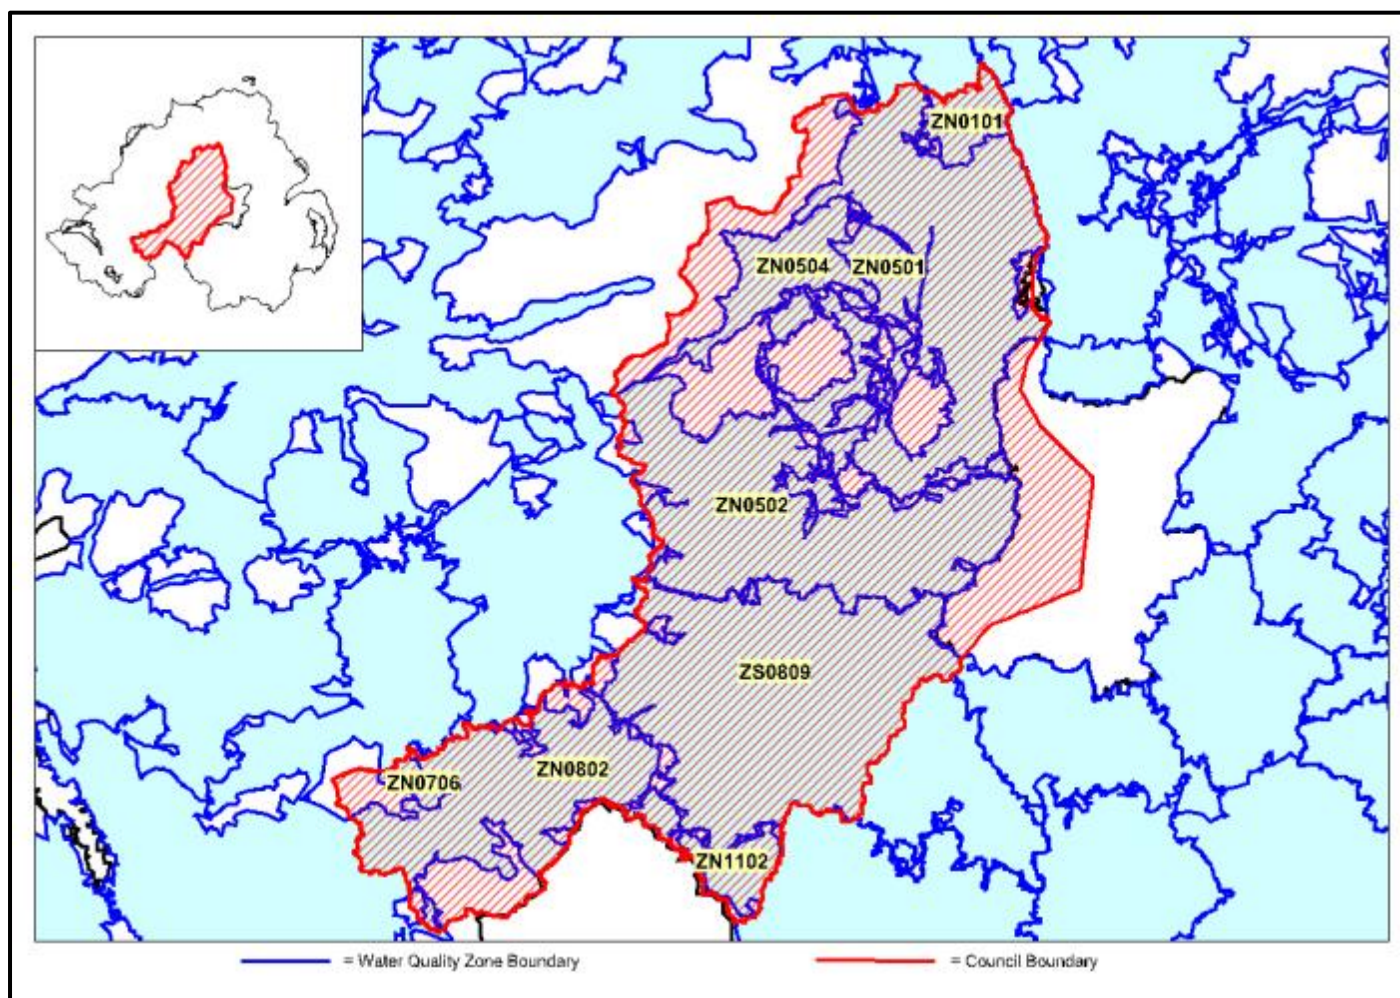 ZN0101
ZN0504
ZN0501
ZN0502
ZS0809
ZN0802
ZN0706
ZN1102
= Water Quality Zone Boundary
= Council Boundary